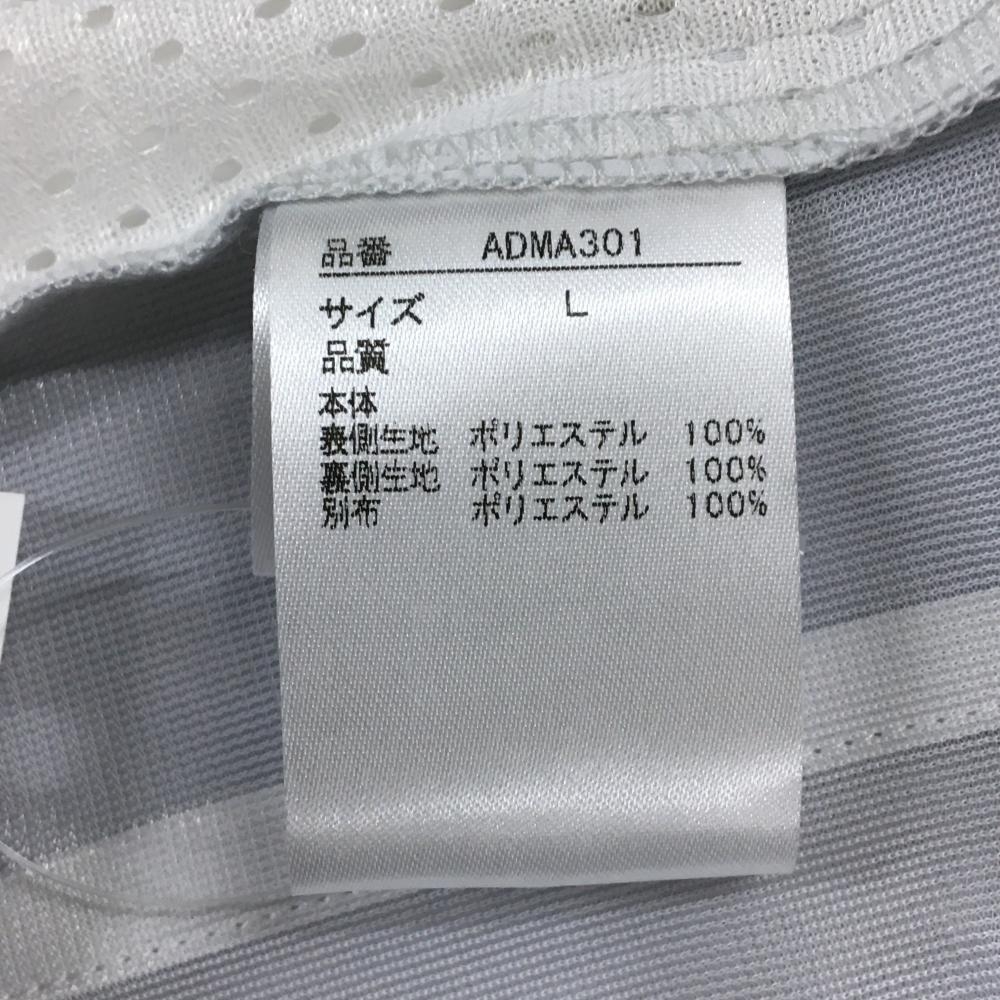 品番 ADMA301
サイズ L
品質
本体
表側生地 ポリエステル 100%
裏側生地 ポリエステル 100%
別布 ポリエステル 100%